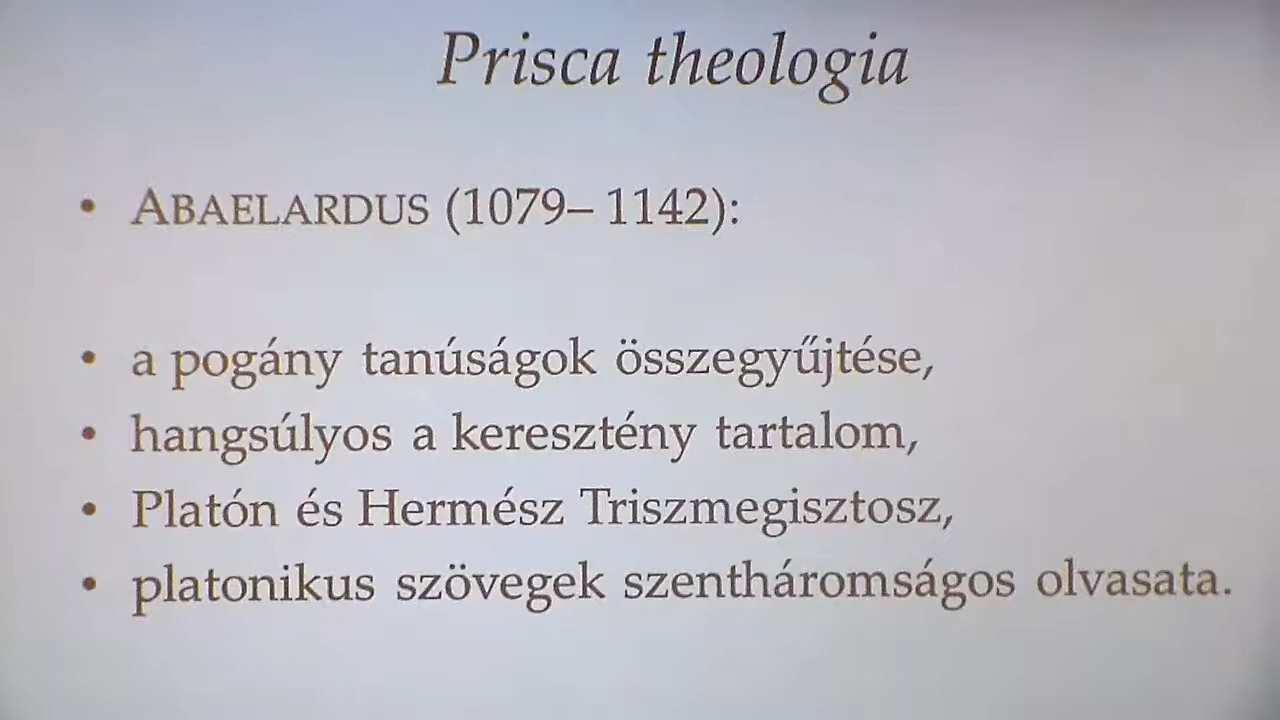 Prisca theologia
• ABAELARDUS (1079– 1142):
• a pogány tanúságok összegyűjtése,
• hangsúlyos a keresztény tartalom,
• Platón és Hermész Triszmegisztosz,
• platonikus szövegek szentháromságos olvasata.